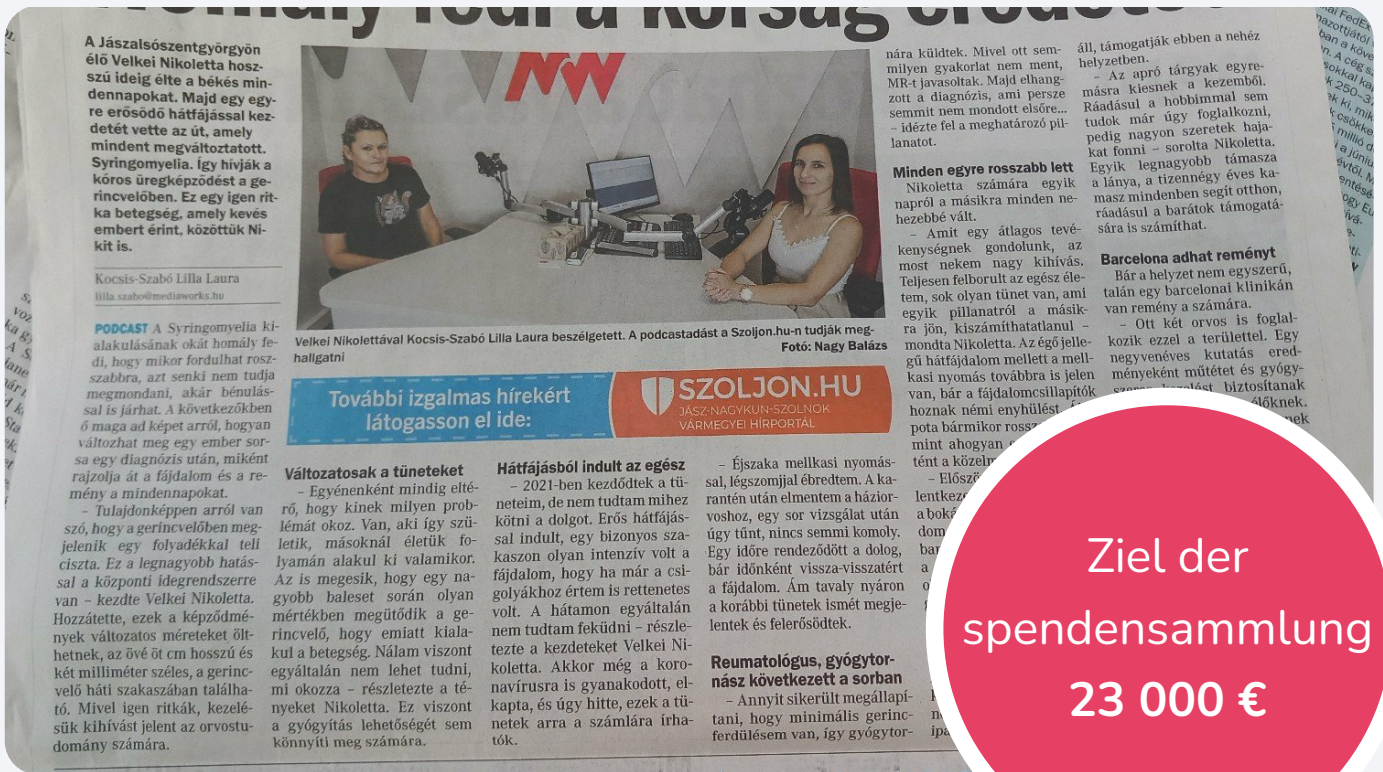 A Jászalsószentgyörgyön
élő Velkei Nikoletta hosz-
szú ideig élte a békés min-
dennapokat. Majd egy egy-
re erősödő hátfájással kez-
detét vette az út, amely
mindent megváltoztatott.
Syringomyelia. Így hívják a
kóros üregképződést a ge-
rincvelőben. Ez egy igen rit-
ka betegség, amely kevés
embert érint, közöttük Ni-
kit is.
Kocsis-Szabó Lilla Laura
lilla.szabo@mediaworks.hu
PODCAST A Syringomyelia ki-
alakulásának okát homály fe-
di, hogy mikor fordulhat rosz-
szabbra, azt senki nem tudja
megmondani, akár bénulás-
sal is járhat. A következőkben
ő maga ad képet arról, hogyan
változhat meg egy ember sor-
sa egy diagnózis után, miként
rajzolja át a fájdalom és a re-
mény a mindennapokat.
– Tulajdonképpen arról van
szó, hogy a gerincvelőben meg-
jelenik egy folyadékkal teli
ciszta. Ez a legnagyobb hatás-
sal a központi idegrendszerre
van – kezdte Velkei Nikoletta.
Hozzátette, ezek a képződmé-
nyek változatos méreteket ölt-
hetnek, az övé öt cm hosszú és
két milliméter széles, a gerinc-
velő háti szakaszában találha-
tó. Mivel igen ritkák, kezelé-
sük kihívást jelent az orvostu-
domány számára.
Velkei Nikolettával Kocsis-Szabó Lilla Laura beszélgetett. A podcastadást a Szoljon.hu-n tudják meg-
hallgatni
Fotó: Nagy Balázs
További izgalmas hírekért
látogasson el ide:
SZOLJON.HU
JÁSZ-NAGYKUN-SZOLNOK
VÁRMEGYEI HÍRPORTÁL
Változatosak a tüneteket
– Egyénenként mindig elté-
rő, hogy kinek milyen prob-
lémát okoz. Van, aki így szü-
letik, másoknál életük fo-
lyamán alakul ki valamikor.
Az is megesik, hogy egy na-
gyobb baleset során olyan
mértékben megütődik a ge-
rincvelő, hogy emiatt kiala-
kul a betegség. Nálam viszont
egyáltalán nem lehet tudni,
mi okozza – részletezte a té-
nyeket Nikoletta. Ez viszont
a gyógyítás lehetőségét sem
könnyíti meg számára.
Hátfájásból indult az egész
– 2021-ben kezdődtek a tü-
neteim, de nem tudtam mihez
kötni a dolgot. Erős hátfájás-
sal indult, egy bizonyos sza-
kaszon olyan intenzív volt a
fájdalom, hogy ha már a csi-
golyákhoz értem is rettenetes
volt. A hátamon egyáltalán
nem tudtam feküdni – részle-
tezte a kezdeteket Velkei Ni-
koletta. Akkor még a koro-
navírusra is gyanakodott, el-
kapta, és úgy hitte, ezek a tü-
netek arra a számlára írha-
tók.
– Éjszaka mellkasi nyomás-
sal, légszomjjal ébredtem. A ka-
rantén után elmentem a házior-
voshoz, egy sor vizsgálat után
úgy tűnt, nincs semmi komoly.
Egy időre rendeződött a dolog,
bár időnként vissza-visszatért
a fájdalom. Ám tavaly nyáron
a korábbi tünetek ismét megje-
lentek és felerősödtek.
Reumatológus, gyógytor-
nász következett a sorban
– Annyit sikerült megállapí-
tani, hogy minimális gerinc-
ferdülésem van, így gyógytor-
nára küldtek. Mivel ott sem-
milyen gyakorlat nem ment,
MR-t javasoltak. Majd elhang-
zott a diagnózis, ami persze
semmit nem mondott elsőre...
– idézte fel a meghatározó pil-
lanatot.
Minden egyre rosszabb lett
Nikoletta számára egyik
napról a másikra minden ne-
hezebbé vált.
– Amit egy átlagos tevé-
kenységnek gondolunk, az
most nekem nagy kihívás.
Teljesen felborult az egész éle-
tem, sok olyan tünet van, ami
egyik pillanatról a másik-
ra jön, kiszámíthatatlanul –
mondta Nikoletta. Az égő jelle-
gű hátfájdalom mellett a mell-
kasi nyomás továbbra is jelen
van, bár a fájdalomcsillapítók
hoznak némi enyhülést,
pota bármikor
mint ahogyan
tént a
áll, támogatják ebben a nehéz
helyzetben.
– Az apró tárgyak egyre-
másra kiesnek a kezemből.
Ráadásul a hobbimmal sem
tudok már úgy foglalkozni,
pedig nagyon szeretek haja-
kat fonni – sorolta Nikoletta.
Egyik legnagyobb támasza
a lánya, a tizennégy éves ka-
masz mindenben segít otthon,
ráadásul a barátok támogatá-
sára is számíthat.
Barcelona adhat reményt
Bár a helyzet nem egyszerű,
talán egy barcelonai klinikán
van remény a számára.
– Ott két orvos is foglal-
kozik ezzel a területtel. Egy
negyvenéves kutatás ered-
ményeként műtétet és gyógy-
biztosítanak
Ziel der
spendensammlung
23 000 €